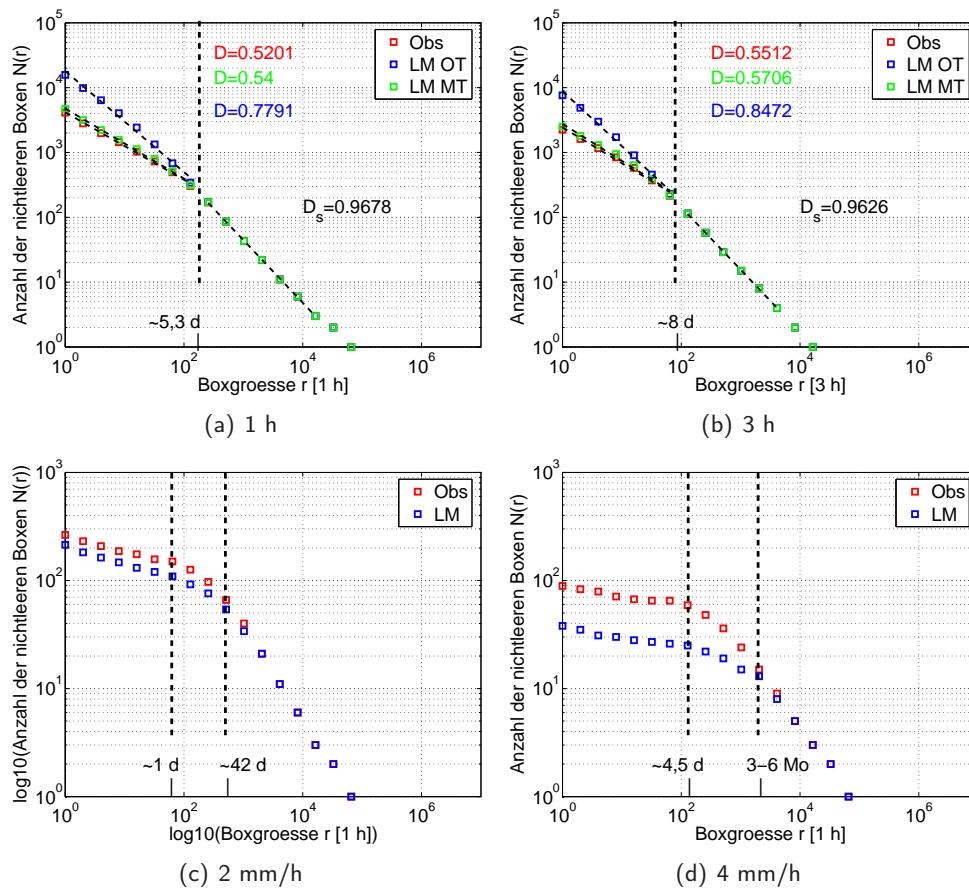 10^5
10^4
10^3
10^2
10^1
10^0
Anzahl der nichtleeren Boxen N(r)
D=0.5201
D=0.54
D=0.7791
Obs
LM OT
LM MT
D_s=0.9678
~5,3 d
10^0 10^2 10^4 10^6
Boxgroesse r [1 h]
(a) 1 h
10^5
10^4
10^3
10^2
10^1
10^0
Anzahl der nichtleeren Boxen N(r)
D=0.5512
D=0.5706
D=0.8472
Obs
LM OT
LM MT
D_s=0.9626
~8 d
10^0 10^2 10^4 10^6
Boxgroesse r [3 h]
(b) 3 h
10^3
10^2
10^1
10^0
log10(Anzahl der nichtleeren Boxen N(r))
Obs
LM
~1 d
~42 d
10^0 10^2 10^4 10^6
log10(Boxgroesse r [1 h])
(c) 2 mm/h
10^3
10^2
10^1
10^0
Anzahl der nichtleeren Boxen N(r)
Obs
LM
~4,5 d
3−6 Mo
10^0 10^2 10^4 10^6
Boxgroesse r [1 h]
(d) 4 mm/h